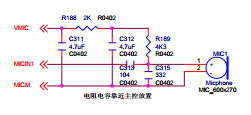 R188 2K R0402
VMIC
C311
4.7uF
C0402
C312
4.7uF
C0402
R189
4K3
R0402
MIC1
MICIN1
1
2
C313
104
C0402
C315
332
C0402
Micphone
MIC_600x270
MICM
电阻电容靠近主控放置